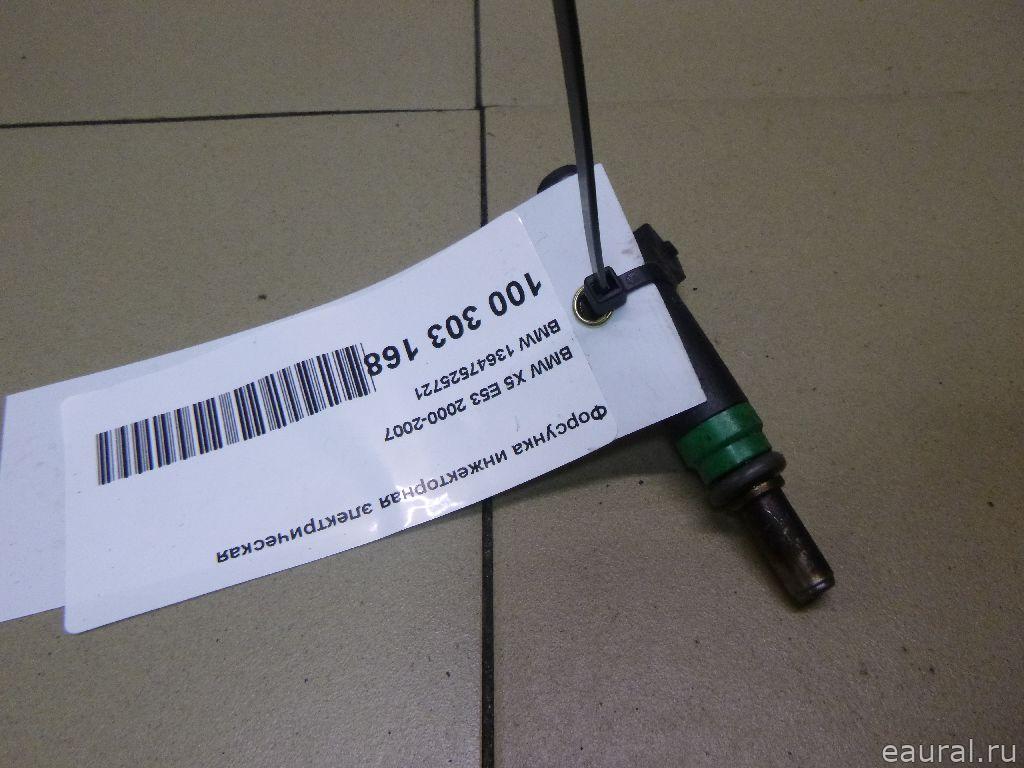 Форсунка инжекторная электрическая
BMW X5 E53 2000-2007
BMW 13647525721
100 303 168
eaural.ru